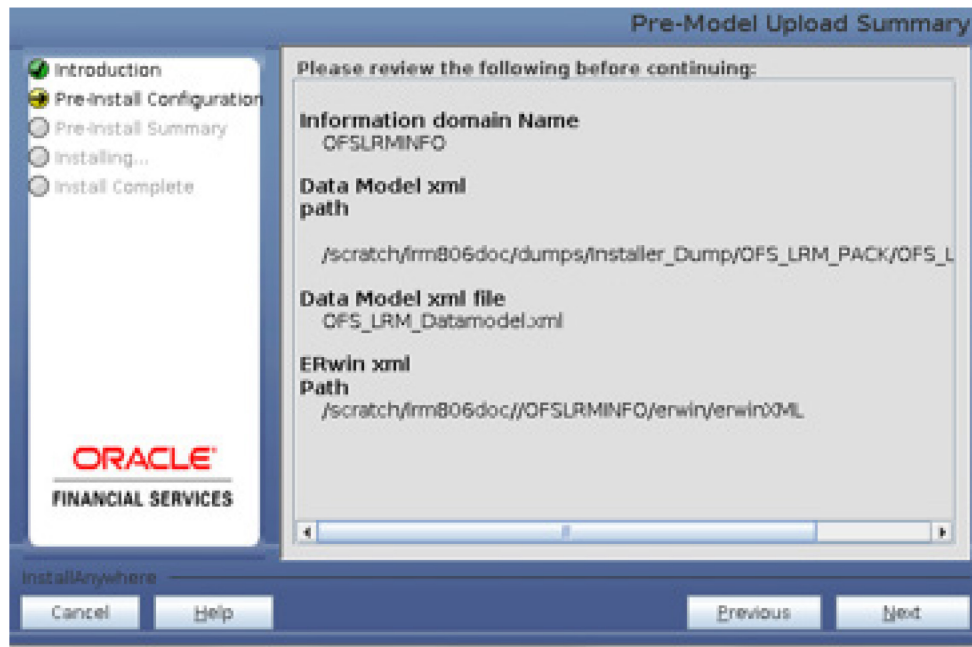 Pre-Model Upload Summary
Introduction
Pre-Install Configuration
Pre-Install Summary
Installing...
Install Complete
ORACLE
FINANCIAL SERVICES
Please review the following before continuing:
Information domain Name
OFSLRMINFO
Data Model xml
path
/scratch/lrm806doc/dumps/Installer_Dump/OFS_LRM_PACK/OFS_L
Data Model xml file
OFS_LRM_Datamodel.xml
ERwin xml
Path
/scratch/lrm806doc//OFSLRMINFO/erwin/erwinXML
InstallAnywhere
Cancel
Help
Previous
Next